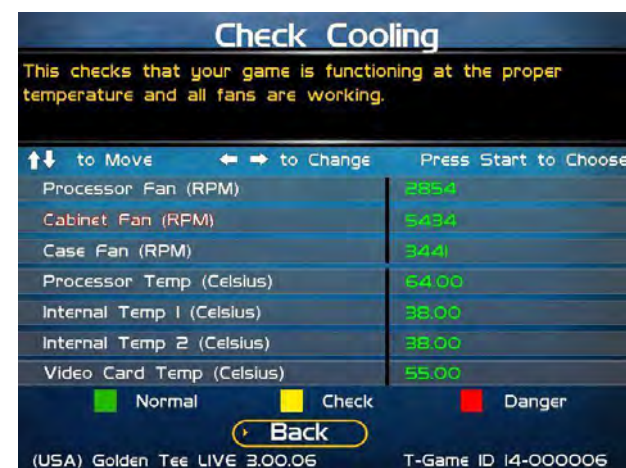 Check Cooling
This checks that your game is functioning at the proper
temperature and all fans are working.
to Move to Change Press Start to Choose
Processor Fan (RPM) 2854
Cabinet Fan (RPM) 5434
Case Fan (RPM) 3441
Processor Temp (Celsius) 64.00
Internal Temp 1 (Celsius) 38.00
Internal Temp 2 (Celsius) 38.00
Video Card Temp (Celsius) 55.00
Normal Check Danger
Back
(USA) Golden Tee LIVE 3.00.06 T-Game ID 14-000006